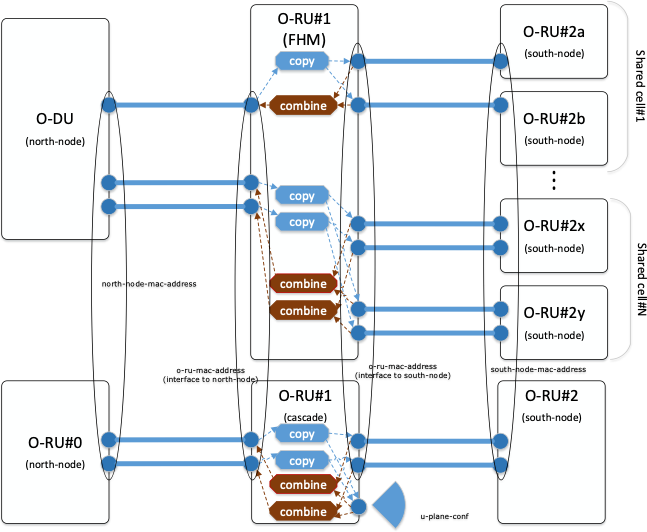 O-DU
(north-node)
O-RU#1
(FHM)
copy
combine
copy
copy
combine
combine
O-RU#2a
(south-node)
O-RU#2b
(south-node)
Shared cell#1
O-RU#2x
(south-node)
O-RU#2y
(south-node)
Shared cell#N
north-node-mac-address
o-ru-mac-address
(interface to north-node)
o-ru-mac-address
(interface to south-node)
south-node-mac-address
O-RU#0
(north-node)
O-RU#1
(cascade)
copy
copy
combine
combine
u-plane-conf
O-RU#2
(south-node)